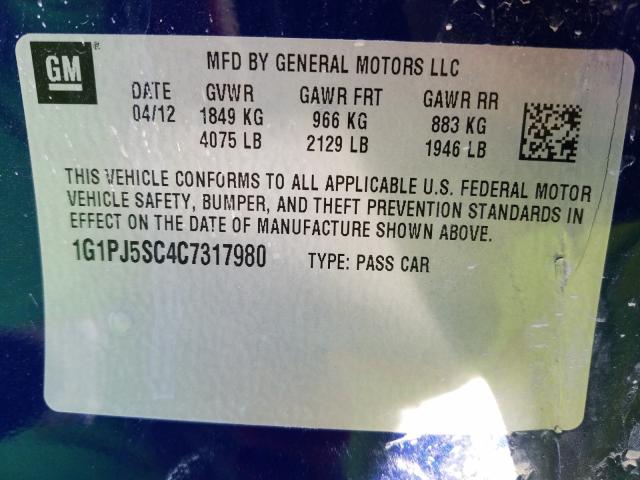 GM
MFD BY GENERAL MOTORS LLC
DATE GVWR GAWR FRT GAWR RR
04/12 1849 KG 966 KG 883 KG
4075 LB 2129 LB 1946 LB
THIS VEHICLE CONFORMS TO ALL APPLICABLE U.S. FEDERAL MOTOR
VEHICLE SAFETY, BUMPER, AND THEFT PREVENTION STANDARDS IN
EFFECT ON THE DATE OF MANUFACTURE SHOWN ABOVE.
1G1PJ5SC4C7317980 TYPE: PASS CAR